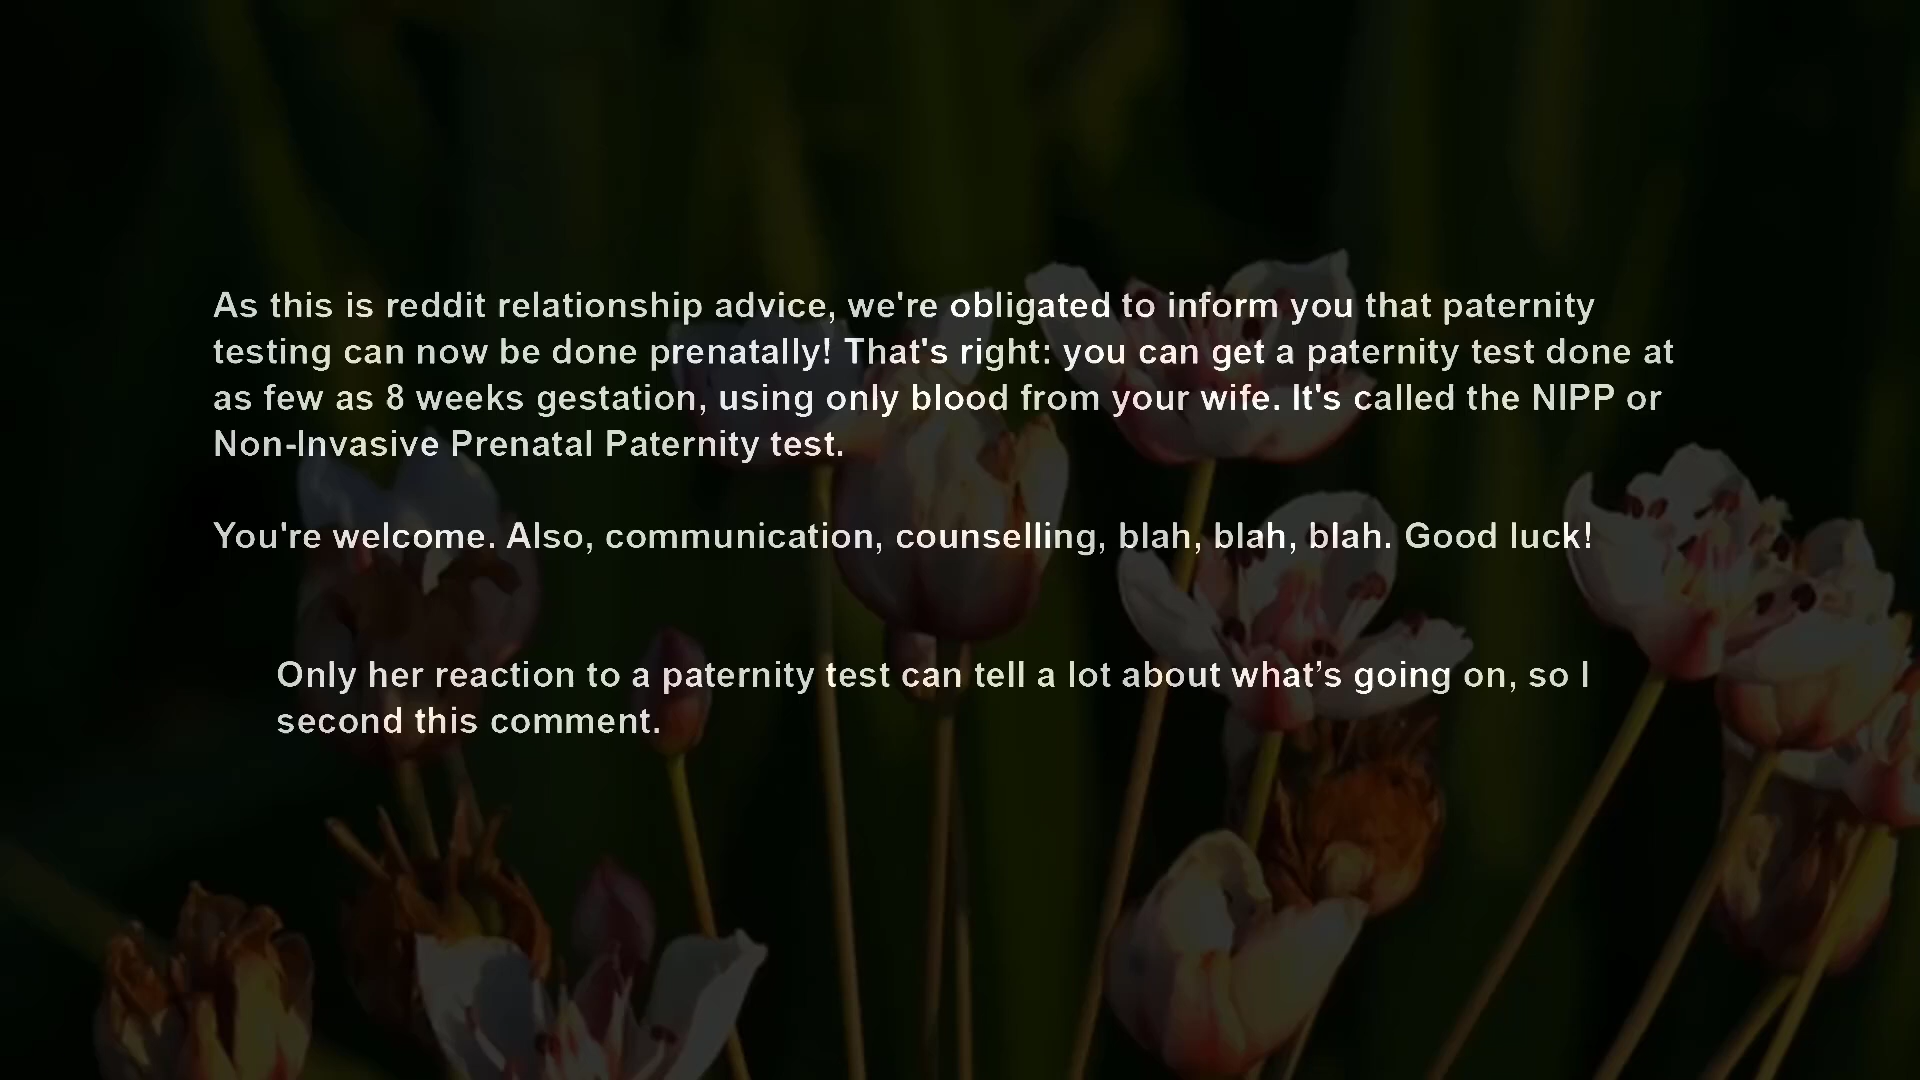 As this is reddit relationship advice, we're obligated to inform you that paternity
testing can now be done prenatally! That's right: you can get a paternity test done at
as few as 8 weeks gestation, using only blood from your wife. It's called the NIPP or
Non-Invasive Prenatal Paternity test.
You're welcome. Also, communication, counselling, blah, blah, blah. Good luck!
Only her reaction to a paternity test can tell a lot about what’s going on, so I
second this comment.